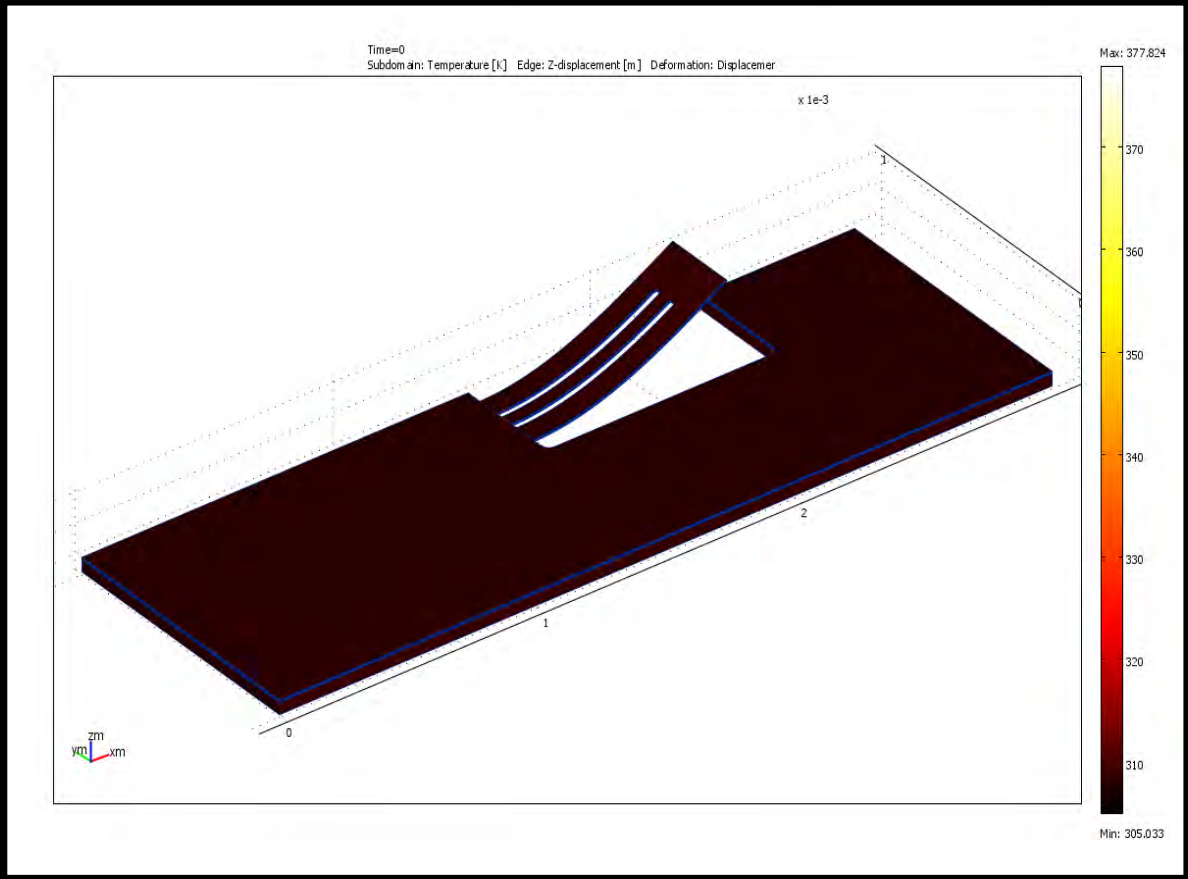 Time=0
Subdomain: Temperature [K] Edge: Z-displacement [m] Deformation: Displacemer
Max: 377.824
x 1e-3
370
1
360
350
340
2
330
1
320
0
zm
ym
xm
310
Min: 305.033